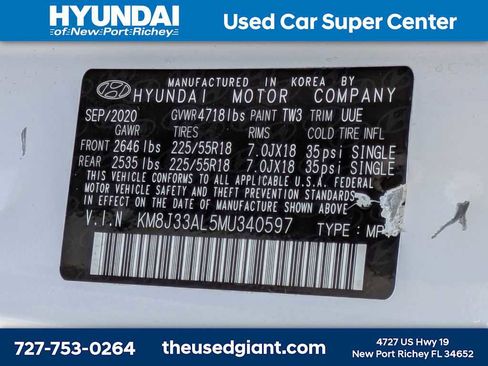 HYUNDAI
of New Port Richey
Used Car Super Center
MANUFACTURED IN KOREA BY
HYUNDAI MOTOR COMPANY
SEP/2020 GVWR 4718 lbs PAINT TW3 TRIM UUE
GAWR TIRES RIMS COLD TIRE INFL
FRONT 2646 lbs 225/55R18 7.0JX18 35psi SINGLE
REAR 2535 lbs 225/55R18 7.0JX18 35psi SINGLE
THIS VEHICLE CONFORMS TO ALL APPLICABLE U.S.A. FEDERAL
MOTOR VEHICLE SAFETY, BUMPER, AND THEFT PREVENTION
STANDARDS IN EFFECT ON THE DATE OF MANUFACTURE SHOWN ABOVE.
V.I.N KM8J33AL5MU340597 TYPE: MP
727-753-0264
theusedgiant.com
4727 US Hwy 19
New Port Richey FL 34652